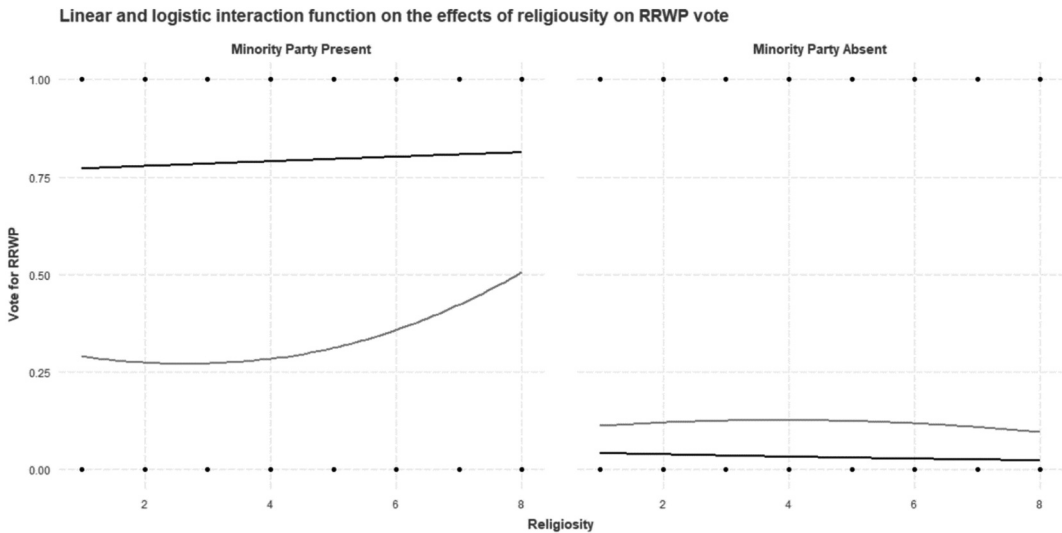 Linear and logistic interaction function on the effects of religiousity on RRWP vote
Minority Party Present
Minority Party Absent
1.00
0.75
0.50
0.25
0.00
Vote for RRWP
2 4 6 8
2 4 6 8
Religiosity